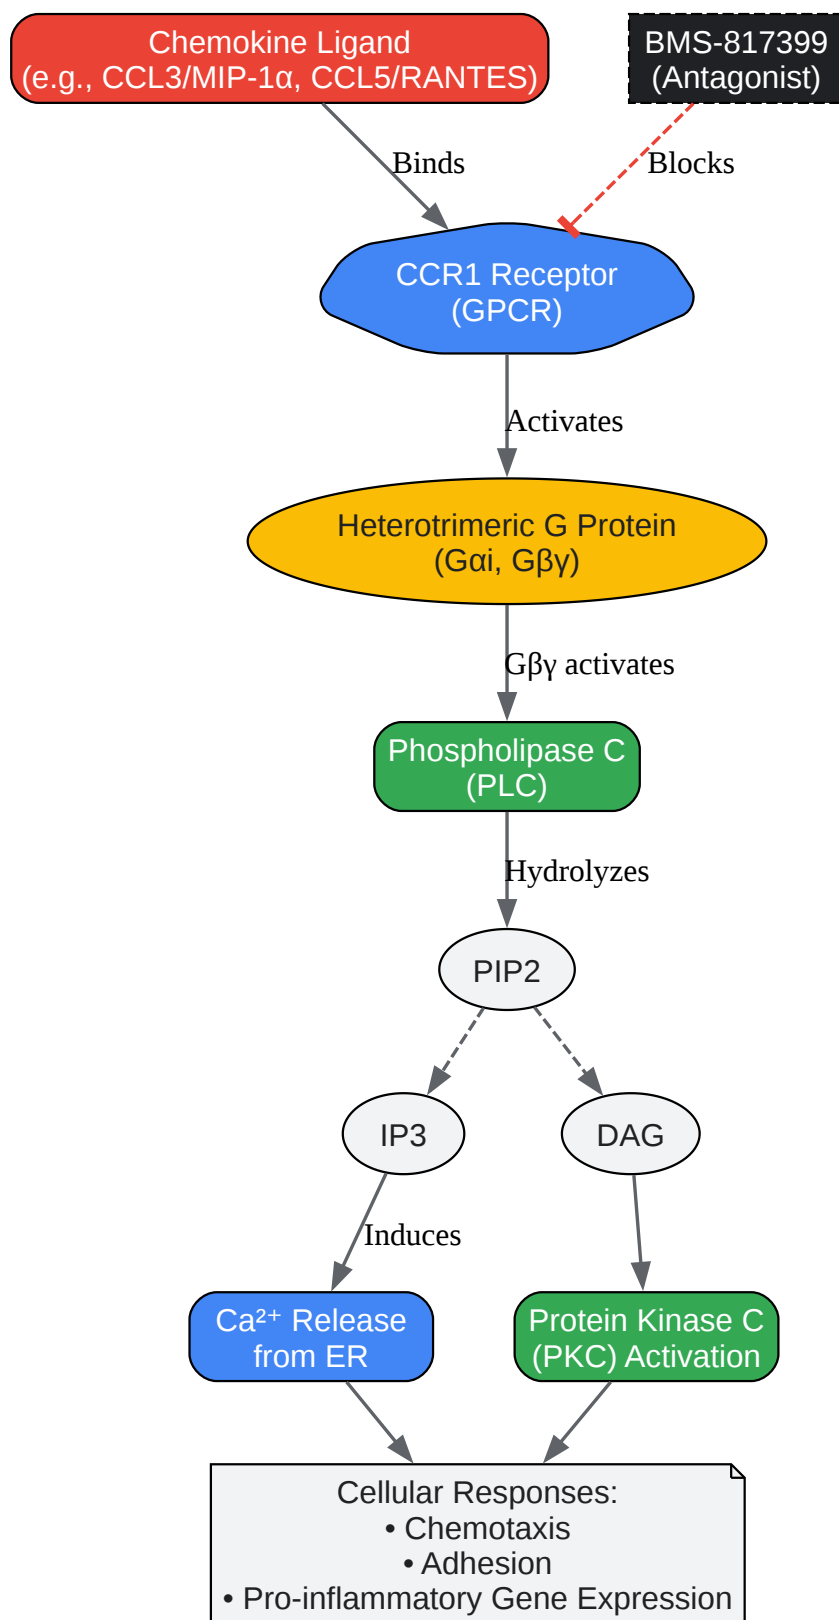 Chemokine Ligand
(e.g., CCL3/MIP-1α, CCL5/RANTES)
BMS-817399
(Antagonist)
Binds
Blocks
CCR1 Receptor
(GPCR)
Activates
Heterotrimeric G Protein
(Gαi, Gβγ)
Gβγ activates
Phospholipase C
(PLC)
Hydrolyzes
PIP2
IP3
DAG
Induces
Ca²⁺ Release
from ER
Protein Kinase C
(PKC) Activation
Cellular Responses:
• Chemotaxis
• Adhesion
• Pro-inflammatory Gene Expression